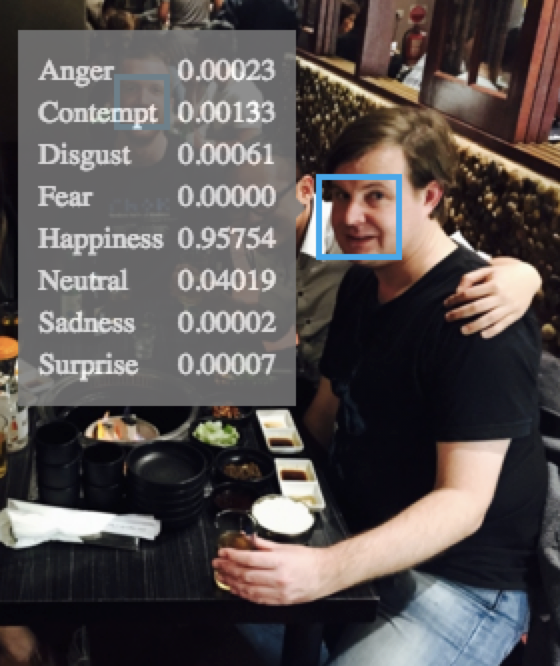 Anger 0.00023
Contempt 0.00133
Disgust 0.00061
Fear 0.00000
Happiness 0.95754
Neutral 0.04019
Sadness 0.00002
Surprise 0.00007